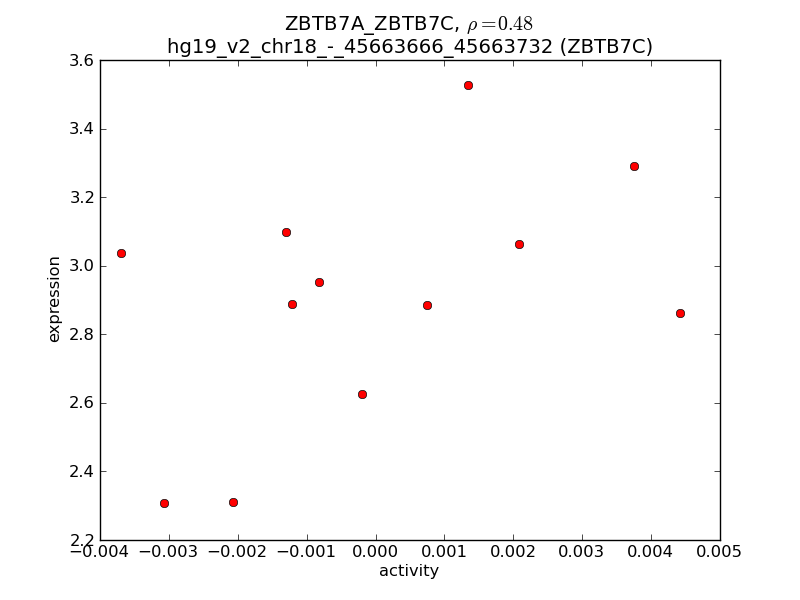 ZBTB7A_ZBTB7C, ρ = 0.48
hg19_v2_chr18_-_45663666_45663732 (ZBTB7C)
3.6
3.4
3.2
3.0
2.8
2.6
2.4
2.2
expression
−0.004 −0.003 −0.002 −0.001 0.000 0.001 0.002 0.003 0.004 0.005
activity